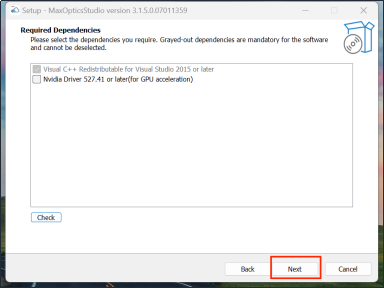 Setup - MaxOpticsStudio version 3.1.5.0.07011359
Required Dependencies
Please select the dependencies you require. Grayed-out dependencies are mandatory for the software
and cannot be deselected.
Visual C++ Redistributable for Visual Studio 2015 or later
Nvidia Driver 527.41 or later(for GPU acceleration)
Check
Back
Next
Cancel